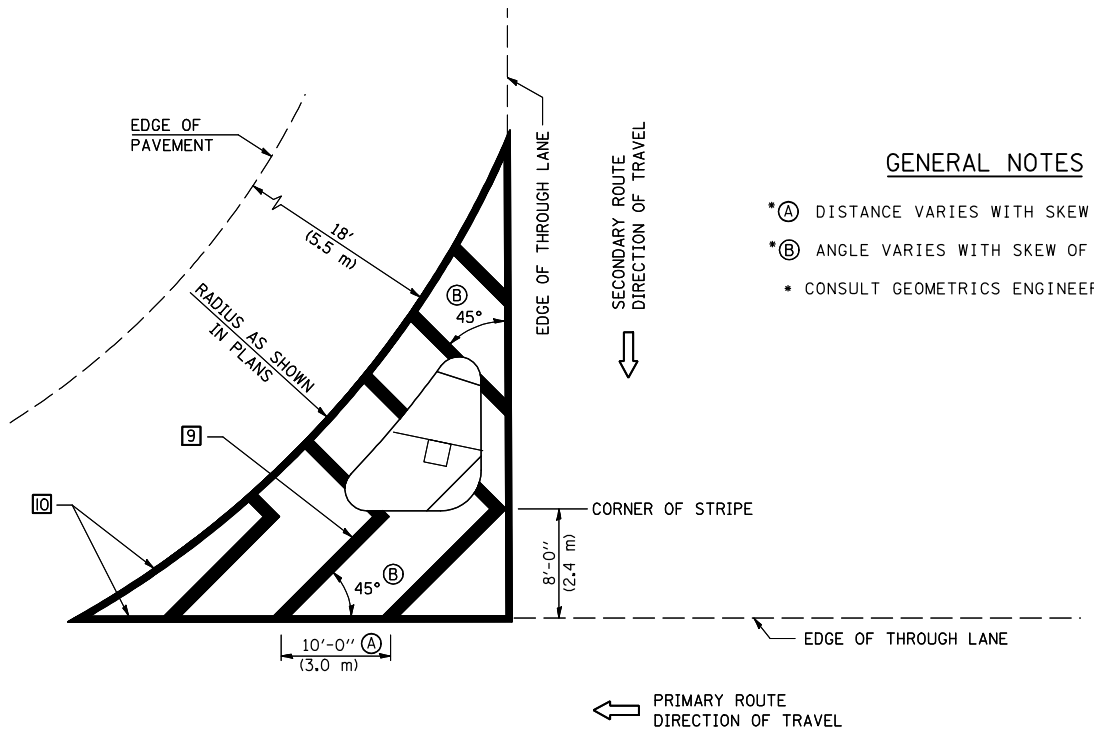 EDGE OF
PAVEMENT
18'
(5.5 m)
RADIUS AS SHOWN
IN PLANS
EDGE OF THROUGH LANE
SECONDARY ROUTE
DIRECTION OF TRAVEL
GENERAL NOTES
*Ⓐ DISTANCE VARIES WITH SKEW
*Ⓑ ANGLE VARIES WITH SKEW OF
* CONSULT GEOMETRICS ENGINEER
Ⓑ
45°
9
10
CORNER OF STRIPE
8'-0"
(2.4 m)
45° Ⓑ
10'-0" Ⓐ
(3.0 m)
EDGE OF THROUGH LANE
PRIMARY ROUTE
DIRECTION OF TRAVEL